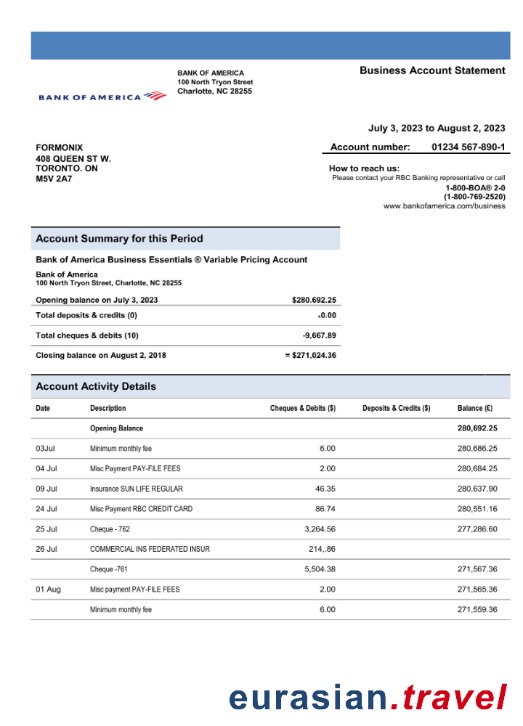 BANK OF AMERICA
BANK OF AMERICA
100 North Tryon Street
Charlotte, NC 28255
Business Account Statement
July 3, 2023 to August 2, 2023
FORMONIX
408 QUEEN ST W.
TORONTO. ON
M5V 2A7
Account number: 01234 567-890-1
How to reach us:
Please contact your RBC Banking representative or call
1-800-BOA® 2-0
(1-800-769-2520)
www.bankofamerica.com/business
Account Summary for this Period
Bank of America Business Essentials ® Variable Pricing Account
Bank of America
100 North Tryon Street, Charlotte, NC 28255
Opening balance on July 3, 2023 $280.692.25
Total deposits & credits (0) -0.00
Total cheques & debits (10) -9,667.89
Closing balance on August 2, 2018 = $271,024.36
Account Activity Details
Date Description Cheques & Debits ($) Deposits & Credits ($) Balance (£)
Opening Balance 280,692.25
03Jul Minimum monthly fee 6.00 280,686.25
04 Jul Misc Payment PAY-FILE FEES 2.00 280,684.25
09 Jul Insurance SUN LIFE REGULAR 46.35 280,637.90
24 Jul Misc Payment RBC CREDIT CARD 86.74 280,551.16
25 Jul Cheque - 762 3,264.56 277,286.60
26 Jul COMMERCIAL INS FEDERATED INSUR 214,.86
Cheque -761 5,504.38 271,567.36
01 Aug Misc payment PAY-FILE FEES 2.00 271,565.36
Minimum monthly fee 6.00 271,559.36
eurasian.travel